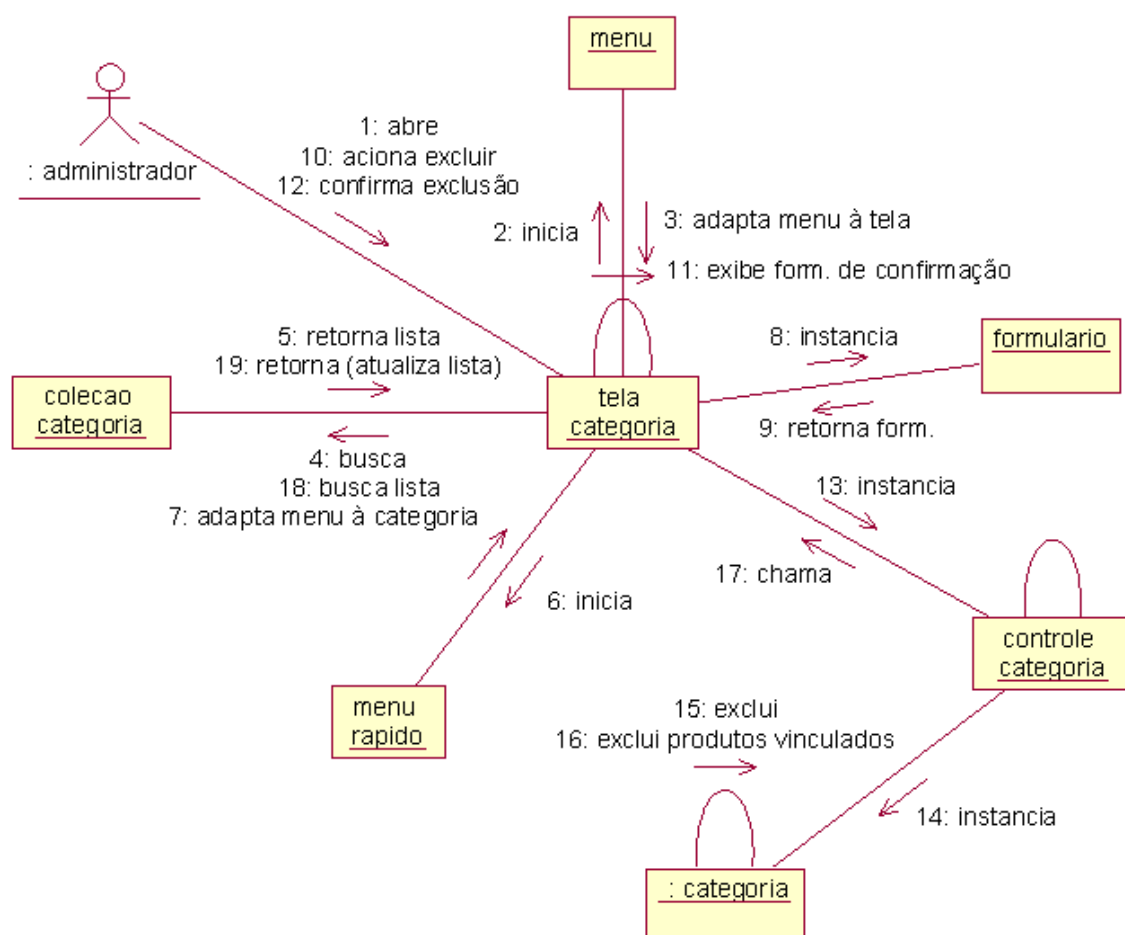 menu
: administrador
1: abre
10: aciona excluir
12: confirma exclusão
2: inicia
3: adapta menu à tela
11: exibe form. de confirmação
5: retorna lista
19: retorna (atualiza lista)
8: instancia
formulario
colecao
categoria
tela
categoria
9: retorna form.
4: busca
18: busca lista
7: adapta menu à categoria
13: instancia
17: chama
6: inicia
controle
categoria
menu
rapido
15: exclui
16: exclui produtos vinculados
14: instancia
: categoria